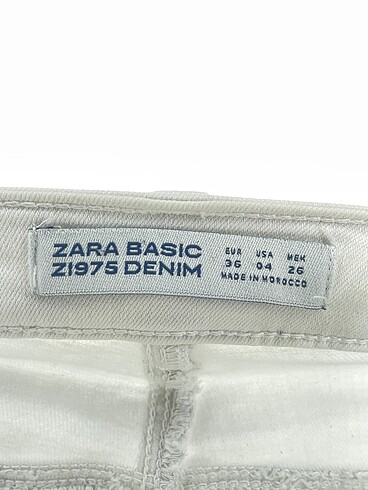 ZARA BASIC
Z1975 DENIM
EUR USA MEX
36 04 26
MADE IN MOROCCO